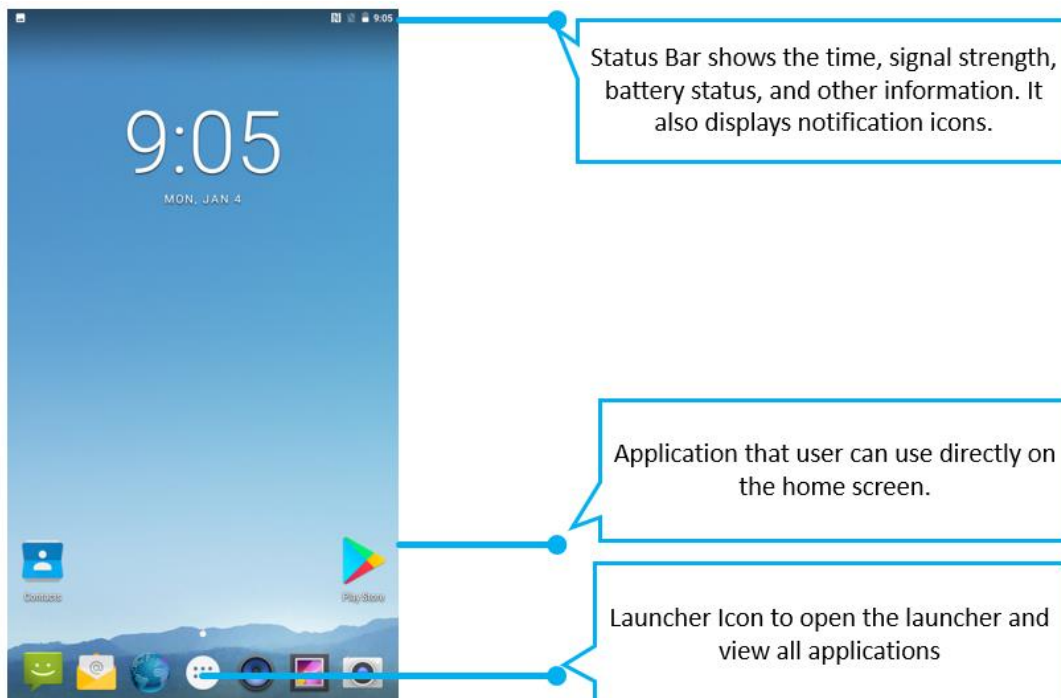 9:05
9:05
MON, JAN 4
Status Bar shows the time, signal strength,
battery status, and other information. It
also displays notification icons.
Application that user can use directly on
the home screen.
Contacts
Play Store
Launcher Icon to open the launcher and
view all applications